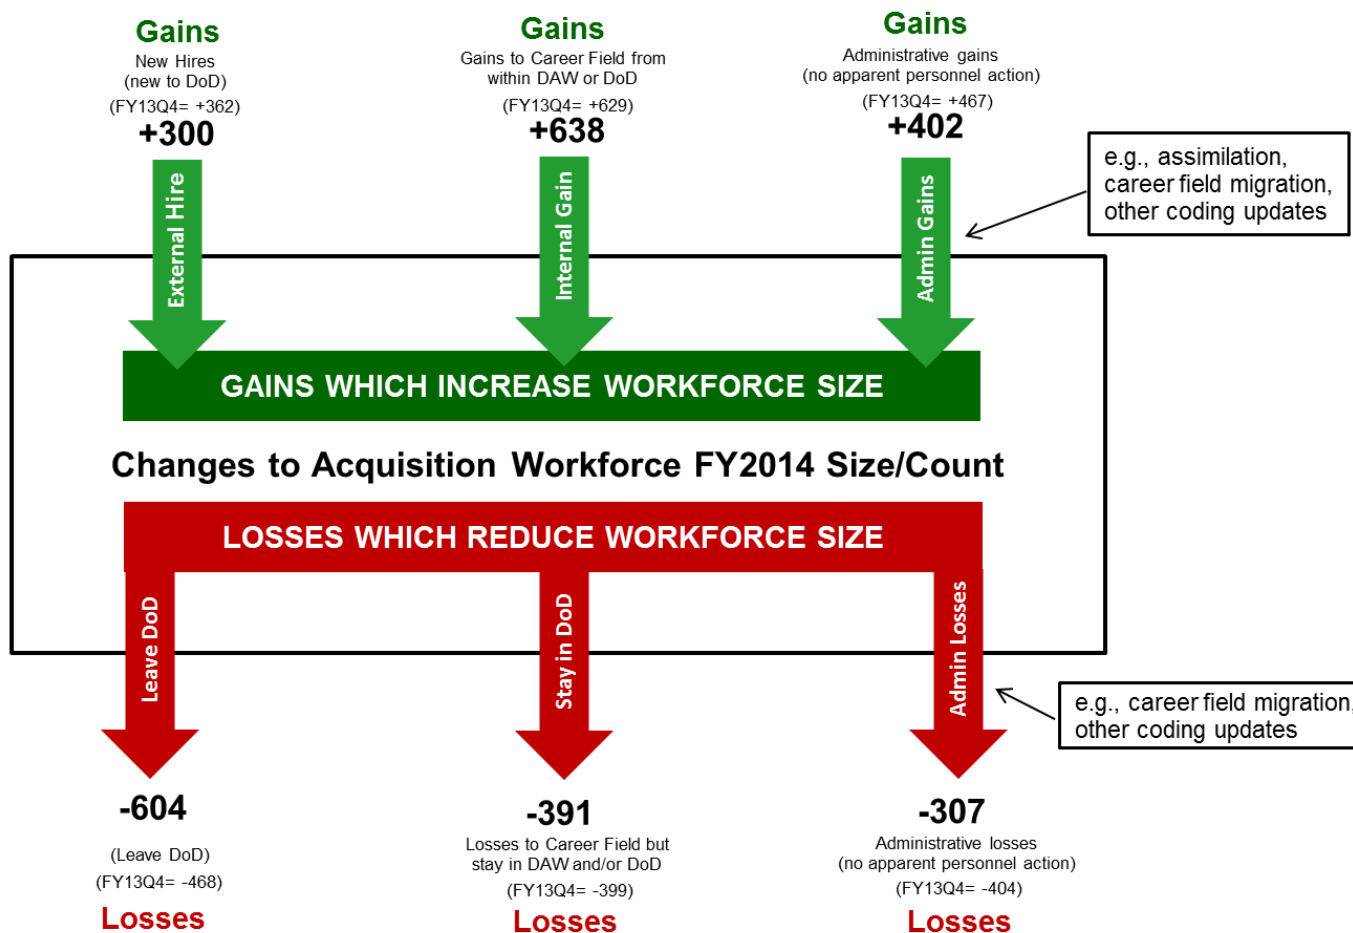 Gains
New Hires
(new to DoD)
(FY13Q4= +362)
+300
Gains
Gains to Career Field from
within DAW or DoD
(FY13Q4= +629)
+638
Gains
Administrative gains
(no apparent personnel action)
(FY13Q4= +467)
+402
External Hire
Internal Gain
Admin Gains
e.g., assimilation,
career field migration,
other coding updates
GAINS WHICH INCREASE WORKFORCE SIZE
Changes to Acquisition Workforce FY2014 Size/Count
LOSSES WHICH REDUCE WORKFORCE SIZE
Leave DoD
Stay in DoD
Admin Losses
e.g., career field migration,
other coding updates
-604
(Leave DoD)
(FY13Q4= -468)
Losses
-391
Losses to Career Field but
stay in DAW and/or DoD
(FY13Q4= -399)
Losses
-307
Administrative losses
(no apparent personnel action)
(FY13Q4= -404)
Losses